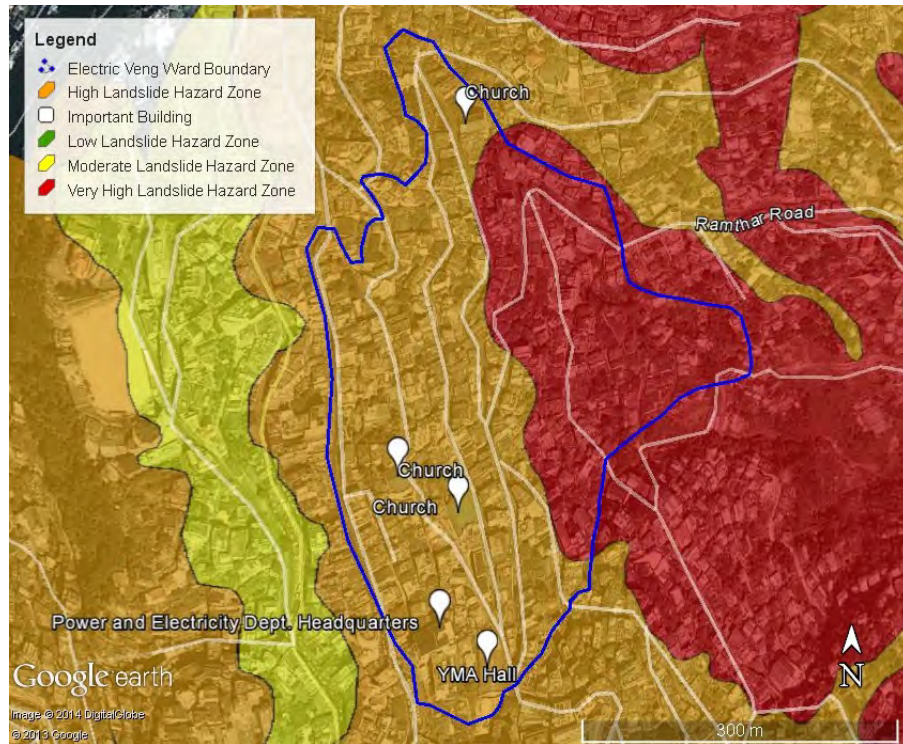 Legend
Electric Veng Ward Boundary
High Landslide Hazard Zone
Important Building
Low Landslide Hazard Zone
Moderate Landslide Hazard Zone
Very High Landslide Hazard Zone
Church
Ramthar Road
Church
Church
Power and Electricity Dept. Headquarters
YMA Hall
N
Google earth
Image © 2014 DigitalGlobe
© 2013 Google
300 m